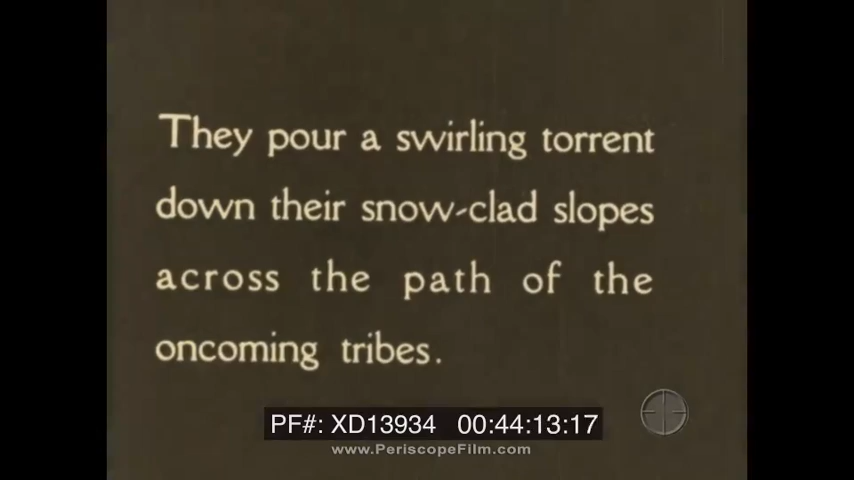 They pour a swirling torrent
down their snow-clad slopes
across the path of the
oncoming tribes.
PF#: XD13934 00:44:13:17
www.PeriscopeFilm.com